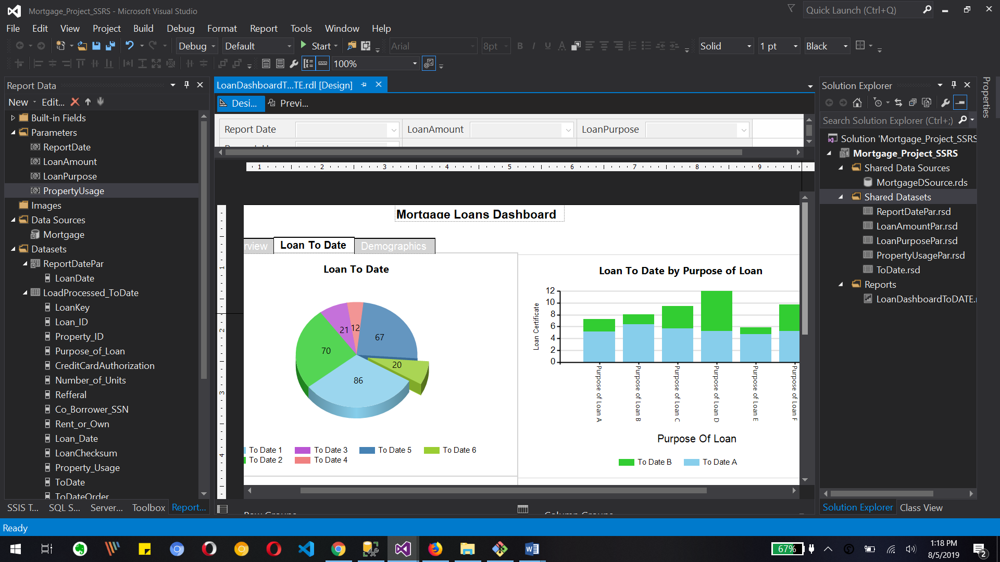 Mortgage_Project_SSRS - Microsoft Visual Studio
Quick Launch (Ctrl+Q)
File Edit View Project Build Debug Format Report Tools Window Help
Debug Default Start Arial 8pt B I U A Solid 1 pt Black
100%
Report Data
New Edit...
Built-in Fields
Parameters
ReportDate
LoanAmount
LoanPurpose
PropertyUsage
Images
Data Sources
Mortgage
Datasets
ReportDatePar
LoanDate
LoadProcessed_ToDate
LoanKey
Loan_ID
Property_ID
Purpose_of_Loan
CreditCardAuthorization
Number_of_Units
Refferal
Co_Borrower_SSN
Rent_or_Own
Loan_Date
LoanChecksum
Property_Usage
ToDate
ToDateOrder
SSIS T... SQL S... Server... Toolbox Report...
LoanDashboardT...TE.rdl [Design]
Desi... Previ...
Report Date LoanAmount LoanPurpose
1 2 3 4 5 6 7 8 9
1
2
3
4
Mortgage Loans Dashboard
rview Loan To Date Demographics
Loan To Date
21 12 67
70 20
86
To Date 1 To Date 3 To Date 5 To Date 6
To Date 2 To Date 4
Loan To Date by Purpose of Loan
Loan Certificate
12
10
8
6
4
2
0
Purpose of Loan A
Purpose of Loan B
Purpose of Loan C
Purpose of Loan D
Purpose of Loan E
Purpose of Loan F
Purpose Of Loan
To Date B To Date A
Row Groups Column Groups
Solution Explorer
Search Solution Explorer (Ctrl+;)
Solution 'Mortgage_Project_SSRS
Mortgage_Project_SSRS
Shared Data Sources
MortgageDSource.rds
Shared Datasets
ReportDatePar.rsd
LoanAmountPar.rsd
LoanPurposePar.rsd
PropertyUsagePar.rsd
ToDate.rsd
Reports
LoanDashboardToDATE.r
Solution Explorer Class View
Properties
Ready
67%
1:18 PM
8/5/2019
2